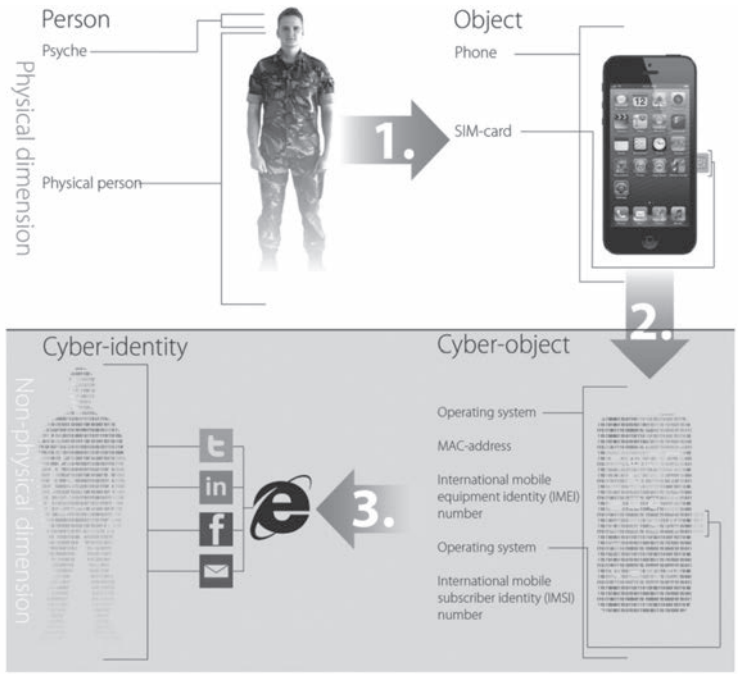 Person
Psyche
Physical person
Physical dimension
1.
Object
Phone
SIM-card
12
2.
Cyber-object
Operating system
MAC-address
International mobile
equipment identity (IMEI)
number
Operating system
International mobile
subscriber identity (IMSI)
number
3.
Cyber-identity
t
in
f
e
Non-physical dimension